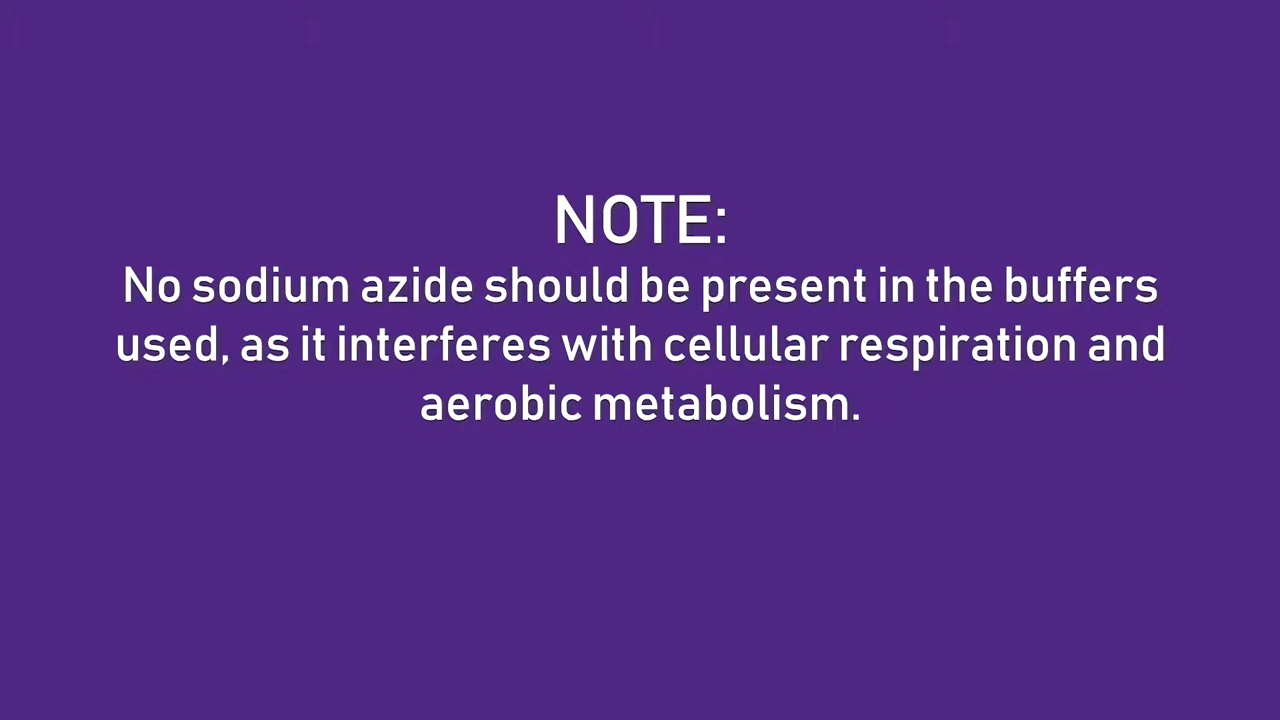 NOTE:
No sodium azide should be present in the buffers
used, as it interferes with cellular respiration and
aerobic metabolism.